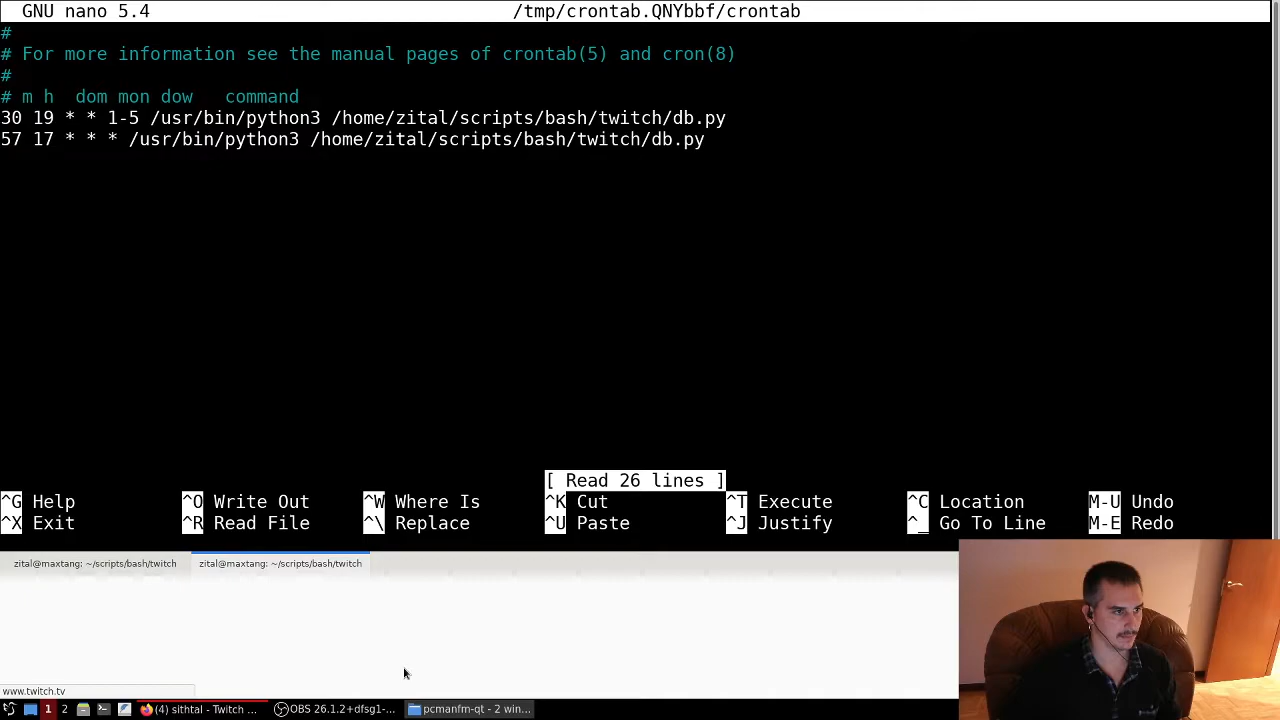 GNU nano 5.4 /tmp/crontab.QNYbbf/crontab
#
# For more information see the manual pages of crontab(5) and cron(8)
#
# m h  dom mon dow   command
30 19 * * 1-5 /usr/bin/python3 /home/zital/scripts/bash/twitch/db.py
57 17 * * * /usr/bin/python3 /home/zital/scripts/bash/twitch/db.py
[ Read 26 lines ]
^G Help ^O Write Out ^W Where Is ^K Cut ^T Execute ^C Location M-U Undo
^X Exit ^R Read File ^\ Replace ^U Paste ^J Justify ^_ Go To Line M-E Redo
zital@maxtang: ~/scripts/bash/twitch zital@maxtang: ~/scripts/bash/twitch
www.twitch.tv
1 2 (4) sithtal - Twitch ... OBS 26.1.2+dfsg1-... pcmanfm-qt - 2 win...